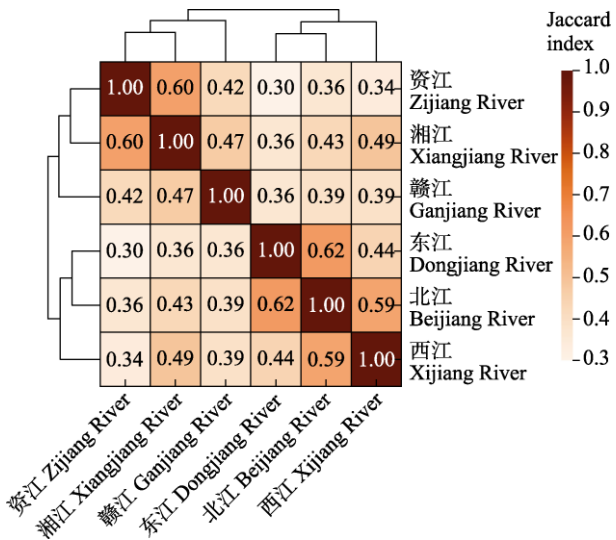 Jaccard
index
1.00 0.60 0.42 0.30 0.36 0.34
资江
Zijiang River
0.60 1.00 0.47 0.36 0.43 0.49
湘江
Xiangjiang River
0.42 0.47 1.00 0.36 0.39 0.39
赣江
Ganjiang River
0.30 0.36 0.36 1.00 0.62 0.44
东江
Dongjiang River
0.36 0.43 0.39 0.62 1.00 0.59
北江
Beijiang River
0.34 0.49 0.39 0.44 0.59 1.00
西江
Xijiang River
1.0
0.9
0.8
0.7
0.6
0.5
0.4
0.3
资江 Zijiang River
湘江 Xiangjiang River
赣江 Ganjiang River
东江 Dongjiang River
北江 Beijiang River
西江 Xijiang River